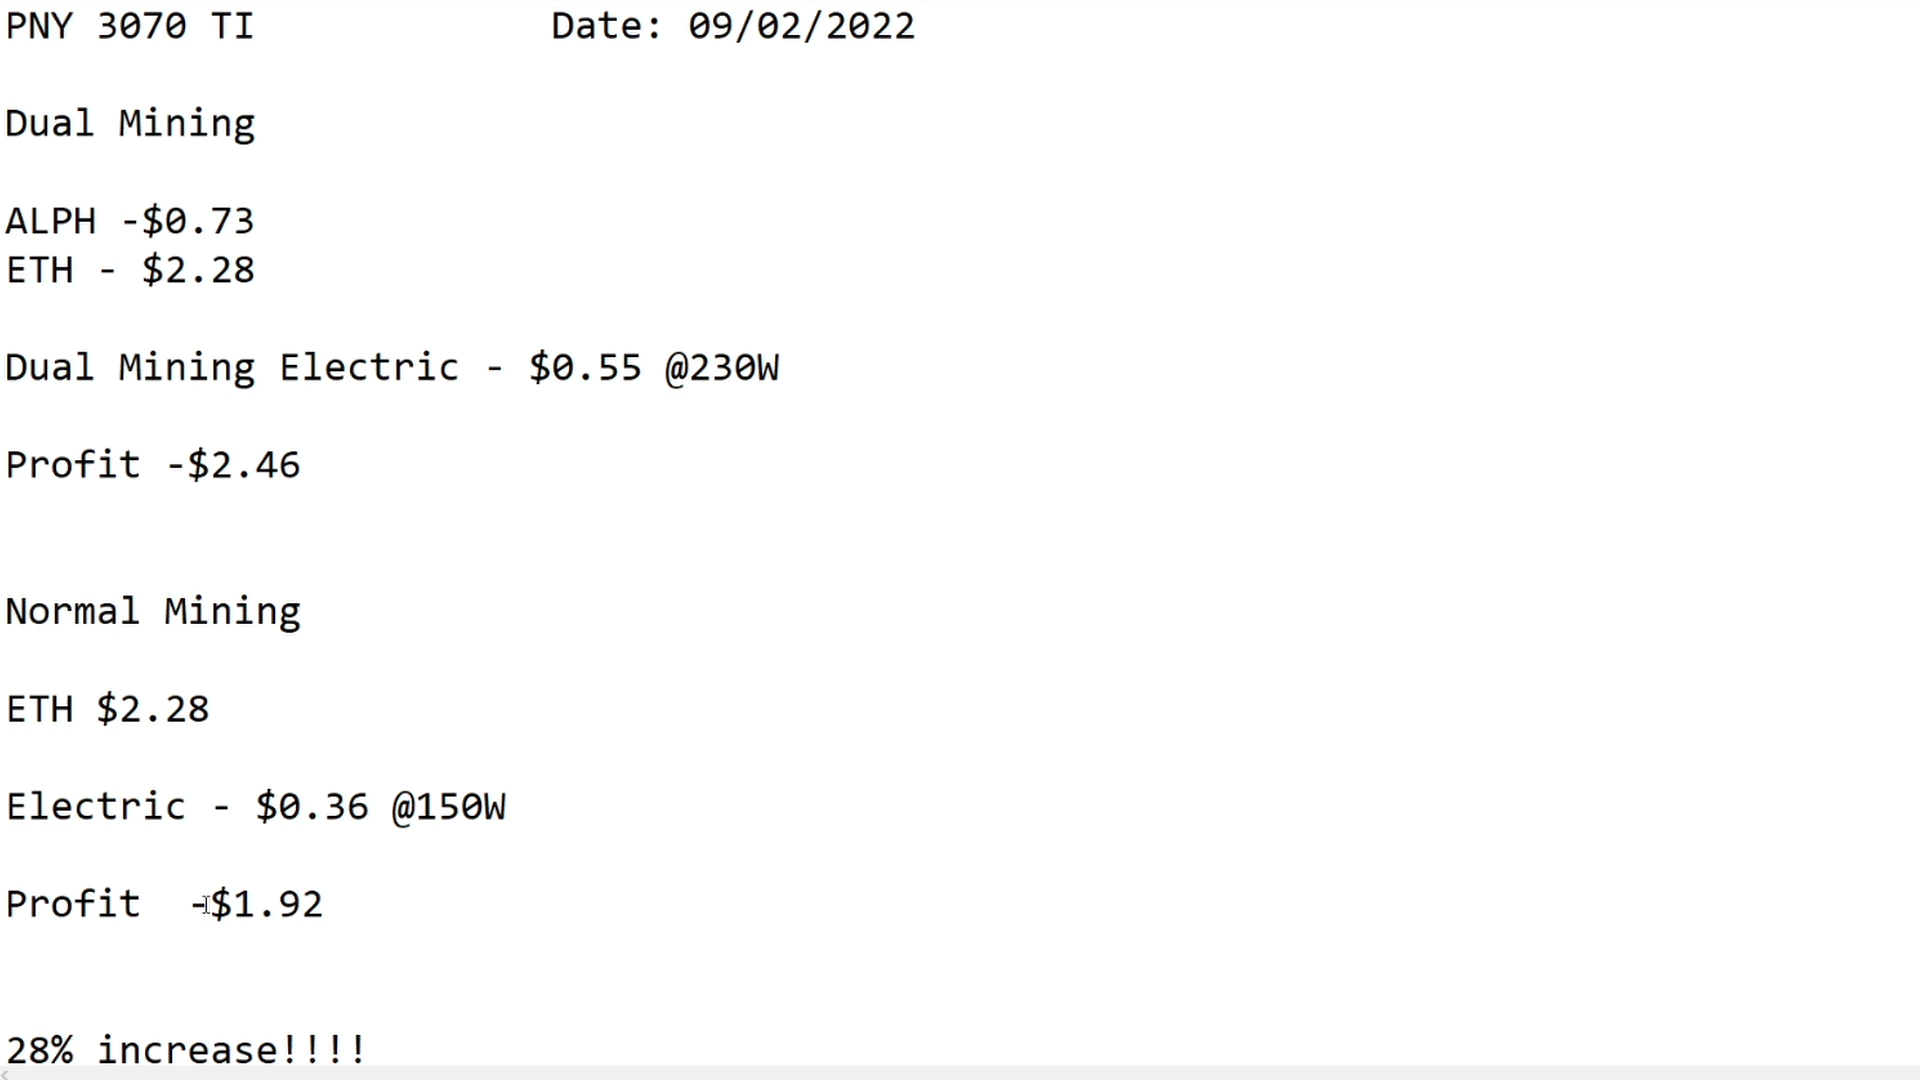 PNY 3070 TI Date: 09/02/2022
Dual Mining
ALPH -$0.73
ETH - $2.28
Dual Mining Electric - $0.55 @230W
Profit -$2.46
Normal Mining
ETH $2.28
Electric - $0.36 @150W
Profit  -$1.92
28% increase!!!!